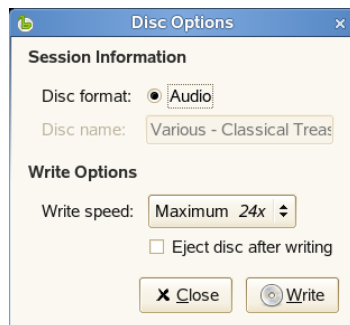 Disc Options
Session Information
Disc format: Audio
Disc name: Various - Classical Treas
Write Options
Write speed: Maximum 24x
Eject disc after writing
Close Write